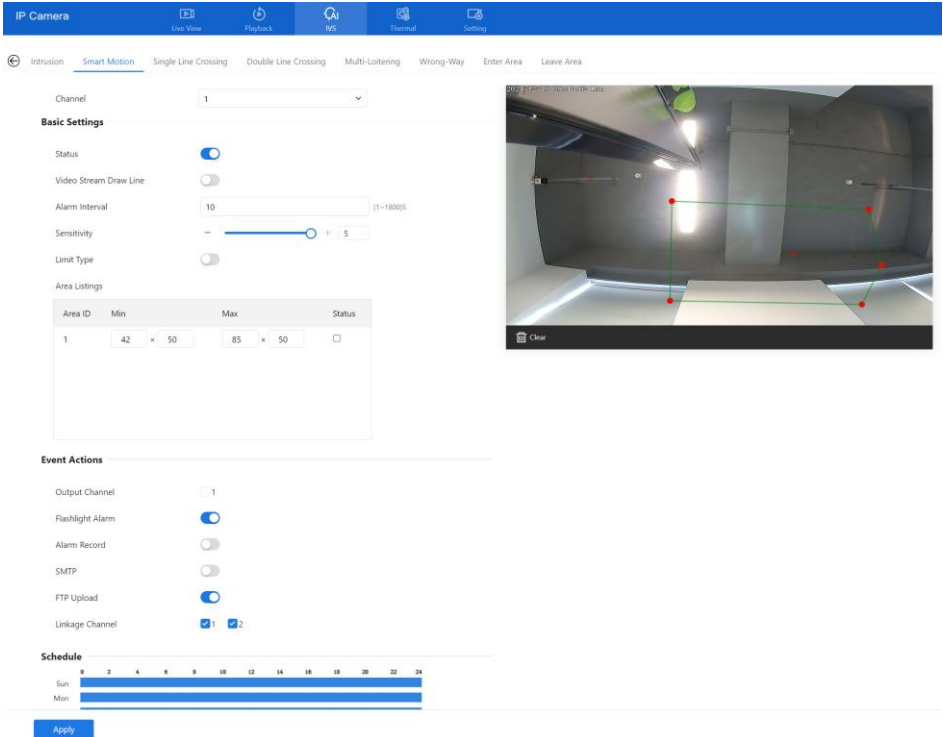 IP Camera
Live View
Playback
AI
IVS
Thermal
Setting
Intrusion Smart Motion Single Line Crossing Double Line Crossing Multi-Loitering Wrong-Way Enter Area Leave Area
Channel 1
Basic Settings
Status
Video Stream Draw Line
Alarm Interval 10 (1~1800)S
Sensitivity − + 5
Limit Type
Area Listings
Area ID Min Max Status
1 42 × 50 85 × 50
Clear
Event Actions
Output Channel 1
Flashlight Alarm
Alarm Record
SMTP
FTP Upload
Linkage Channel 1 2
Schedule
0 2 4 6 8 10 12 14 16 18 20 22 24
Sun
Mon
Apply